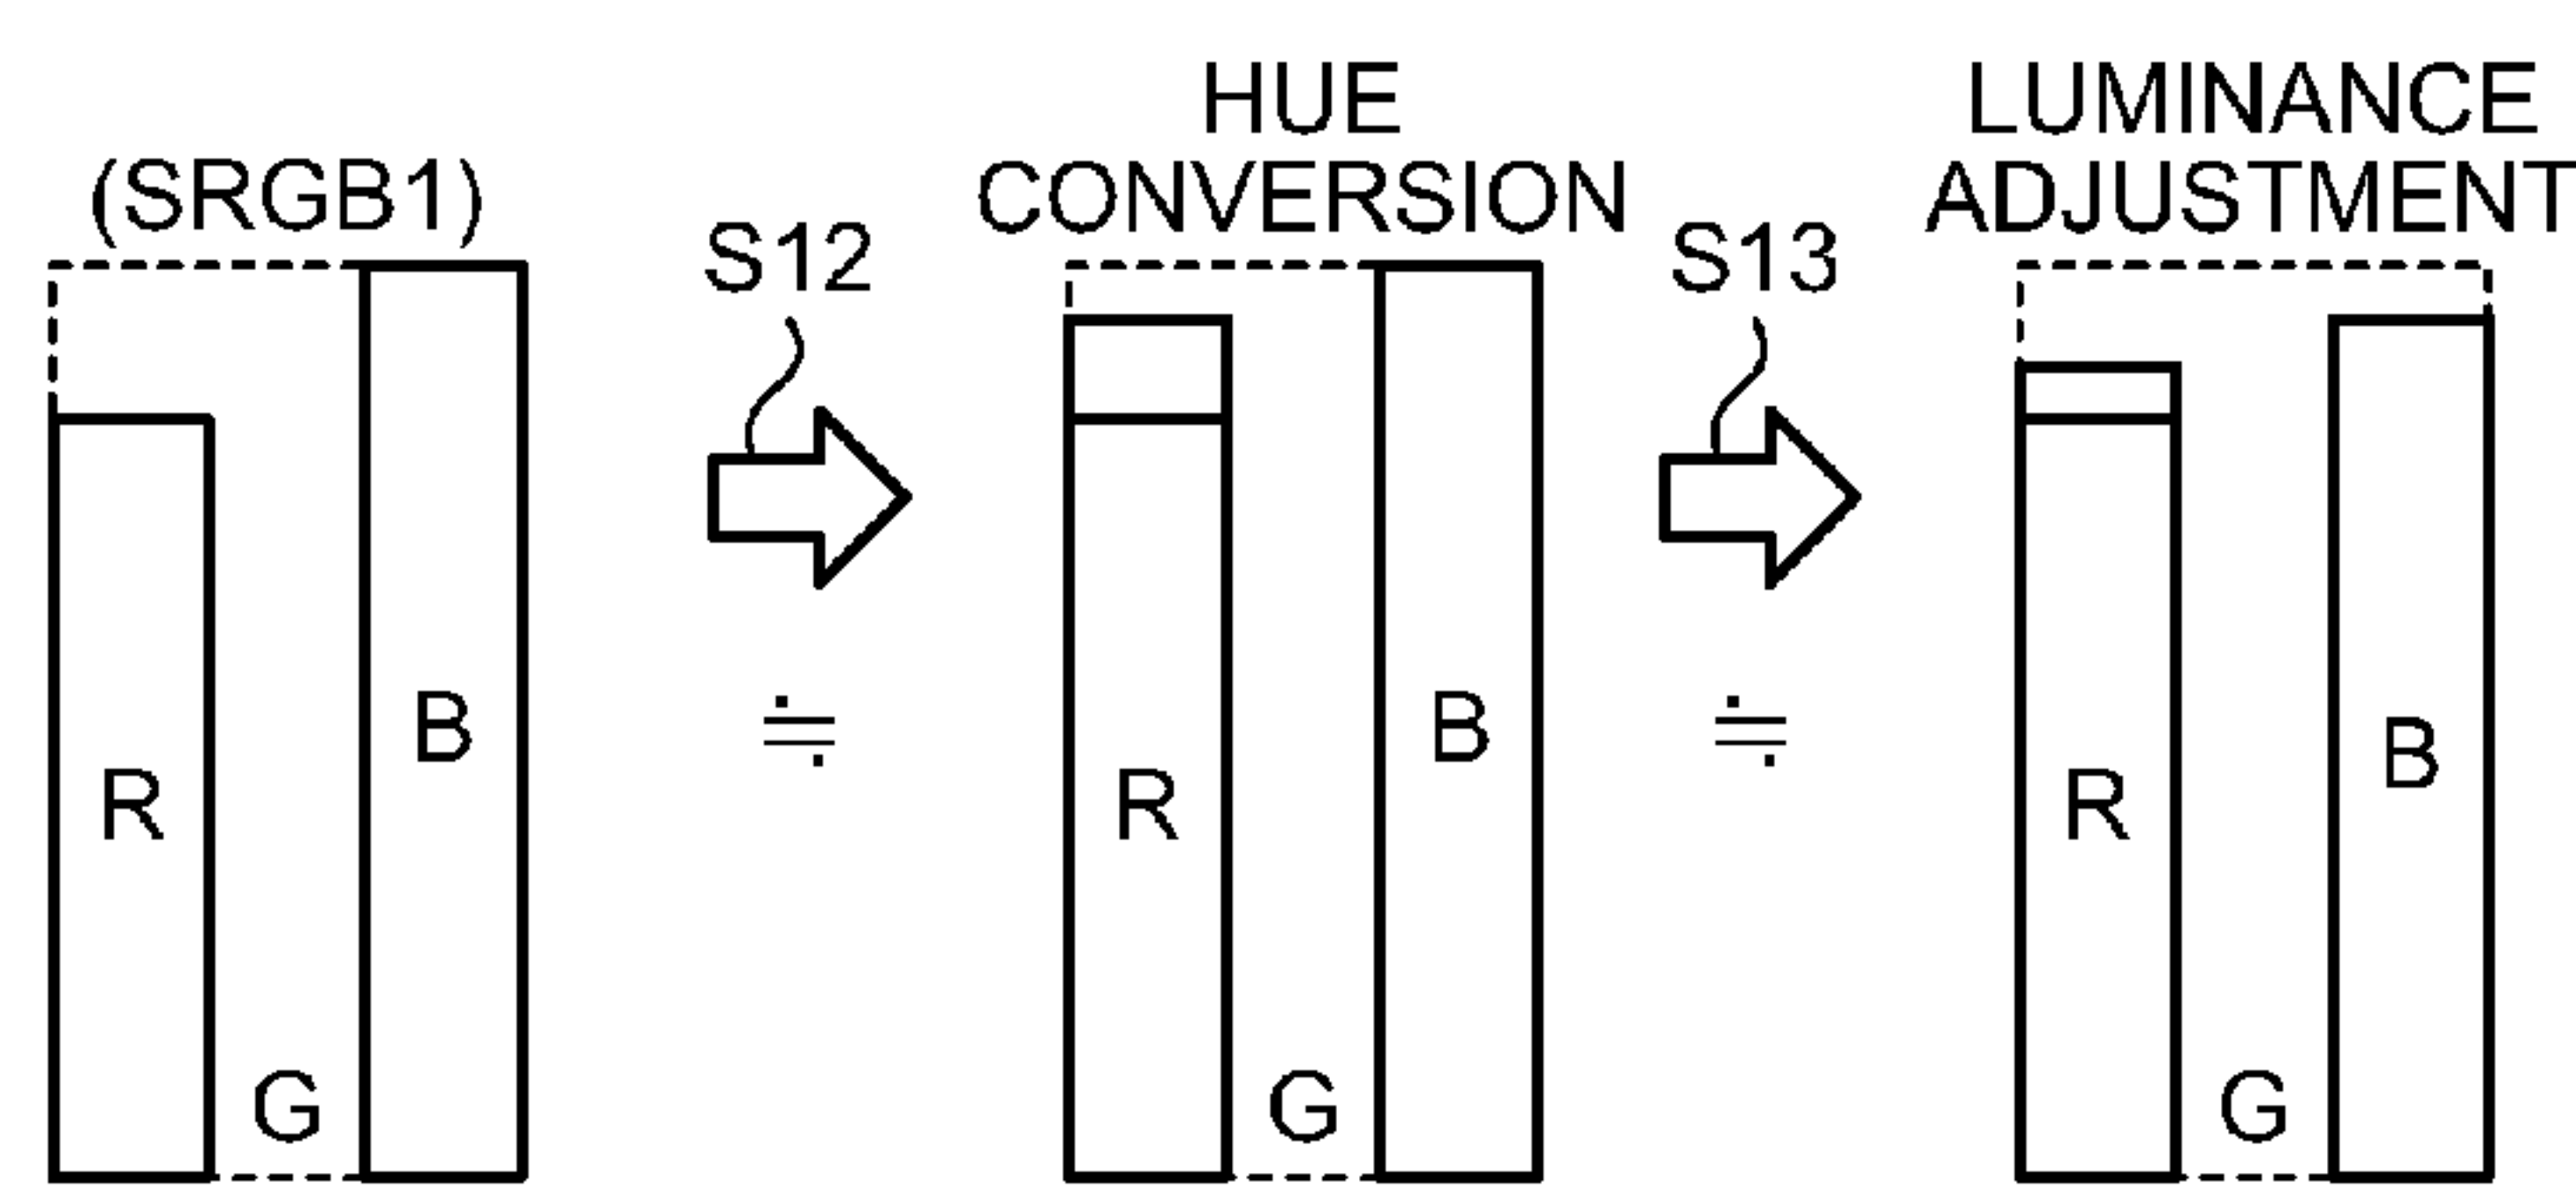 (SRGB1)
S12
HUE
CONVERSION
S13
LUMINANCE
ADJUSTMENT
R
G
B
≒
R
G
B
≒
R
G
B